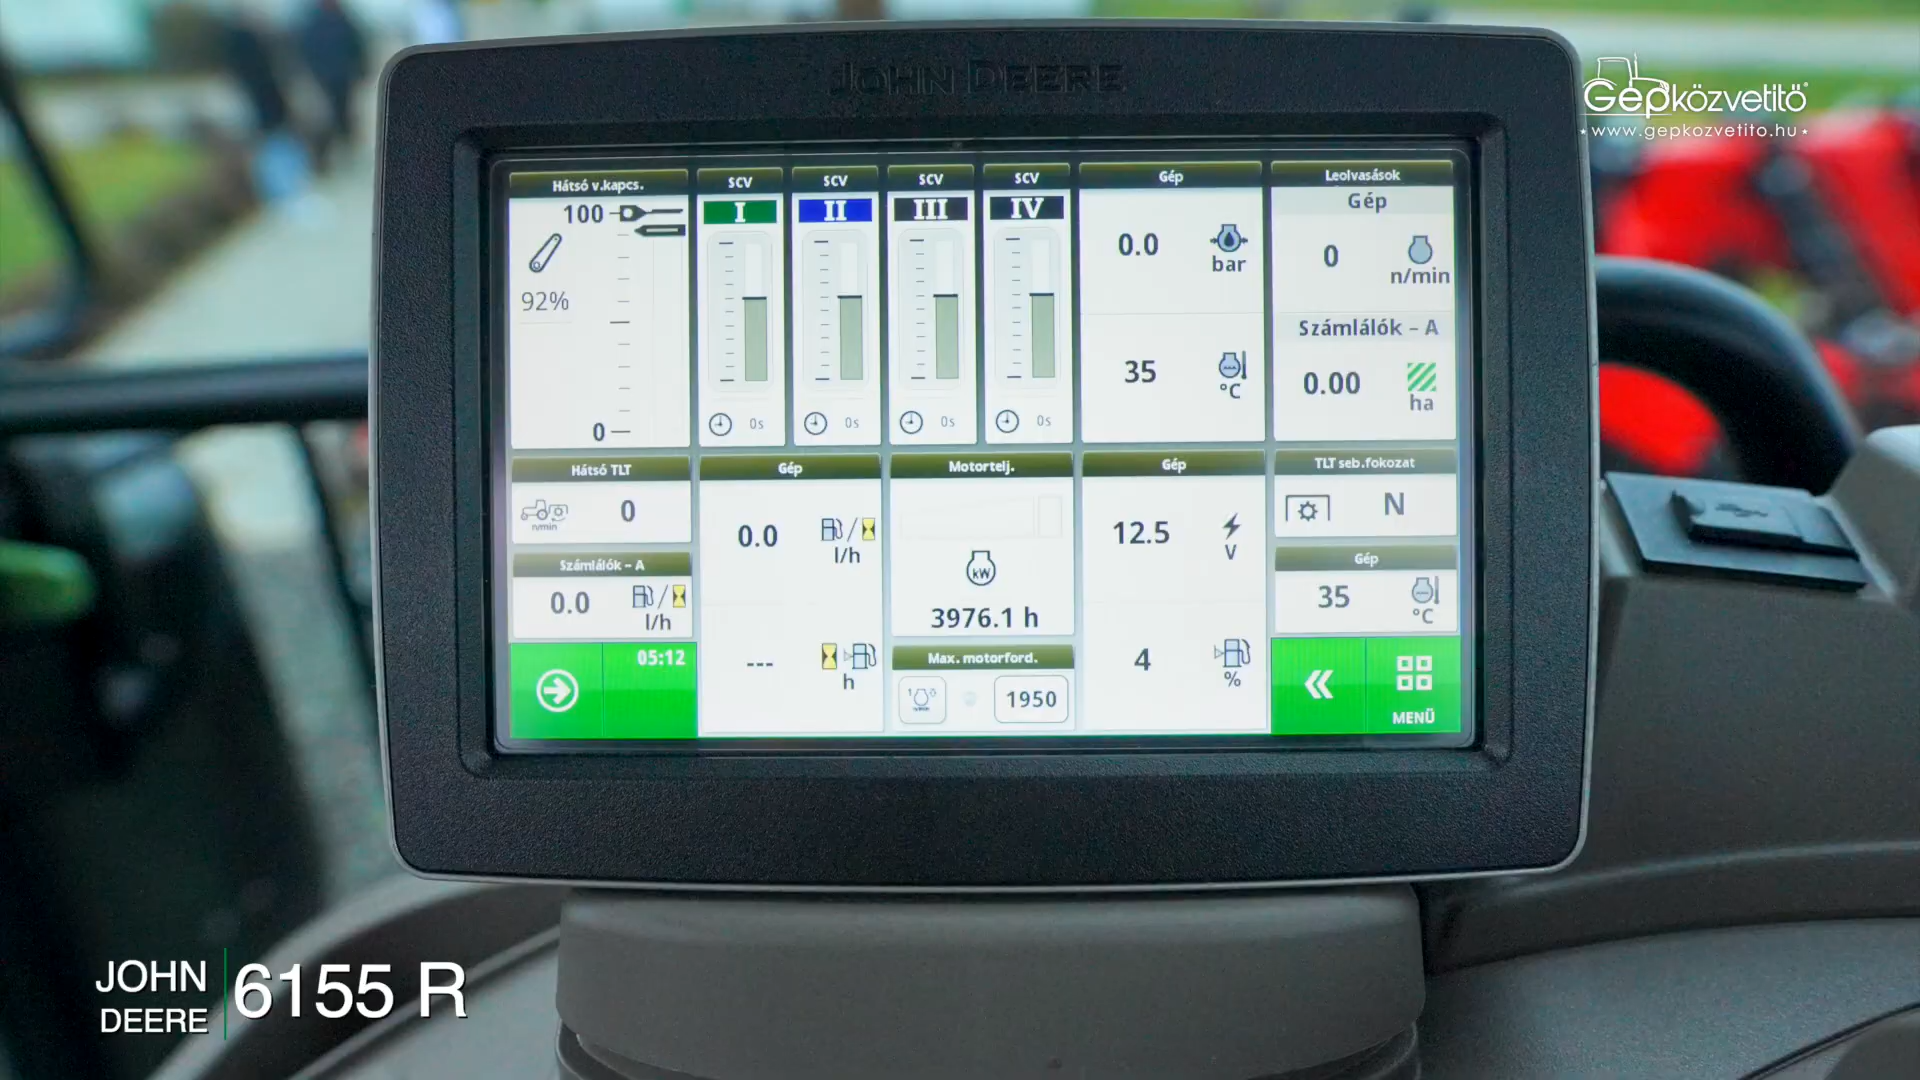 JOHN DEERE
Gépközvetítő
www.gepkozvetito.hu
Hátsó v.kapcs.
100
92%
0
SCV
I
0s
SCV
II
0s
SCV
III
0s
SCV
IV
0s
Gép
0.0
bar
35
°C
Leolvasások
Gép
0
n/min
Számlálók – A
0.00
ha
Hátsó TLT
n/min
0
Számlálók – A
0.0
l/h
Gép
0.0
l/h
---
h
Motortelj.
kW
3976.1 h
Max. motorford.
1950
Gép
12.5
V
4
%
TLT seb.fokozat
N
Gép
35
°C
05:12
MENÜ
JOHN
DEERE
6155 R